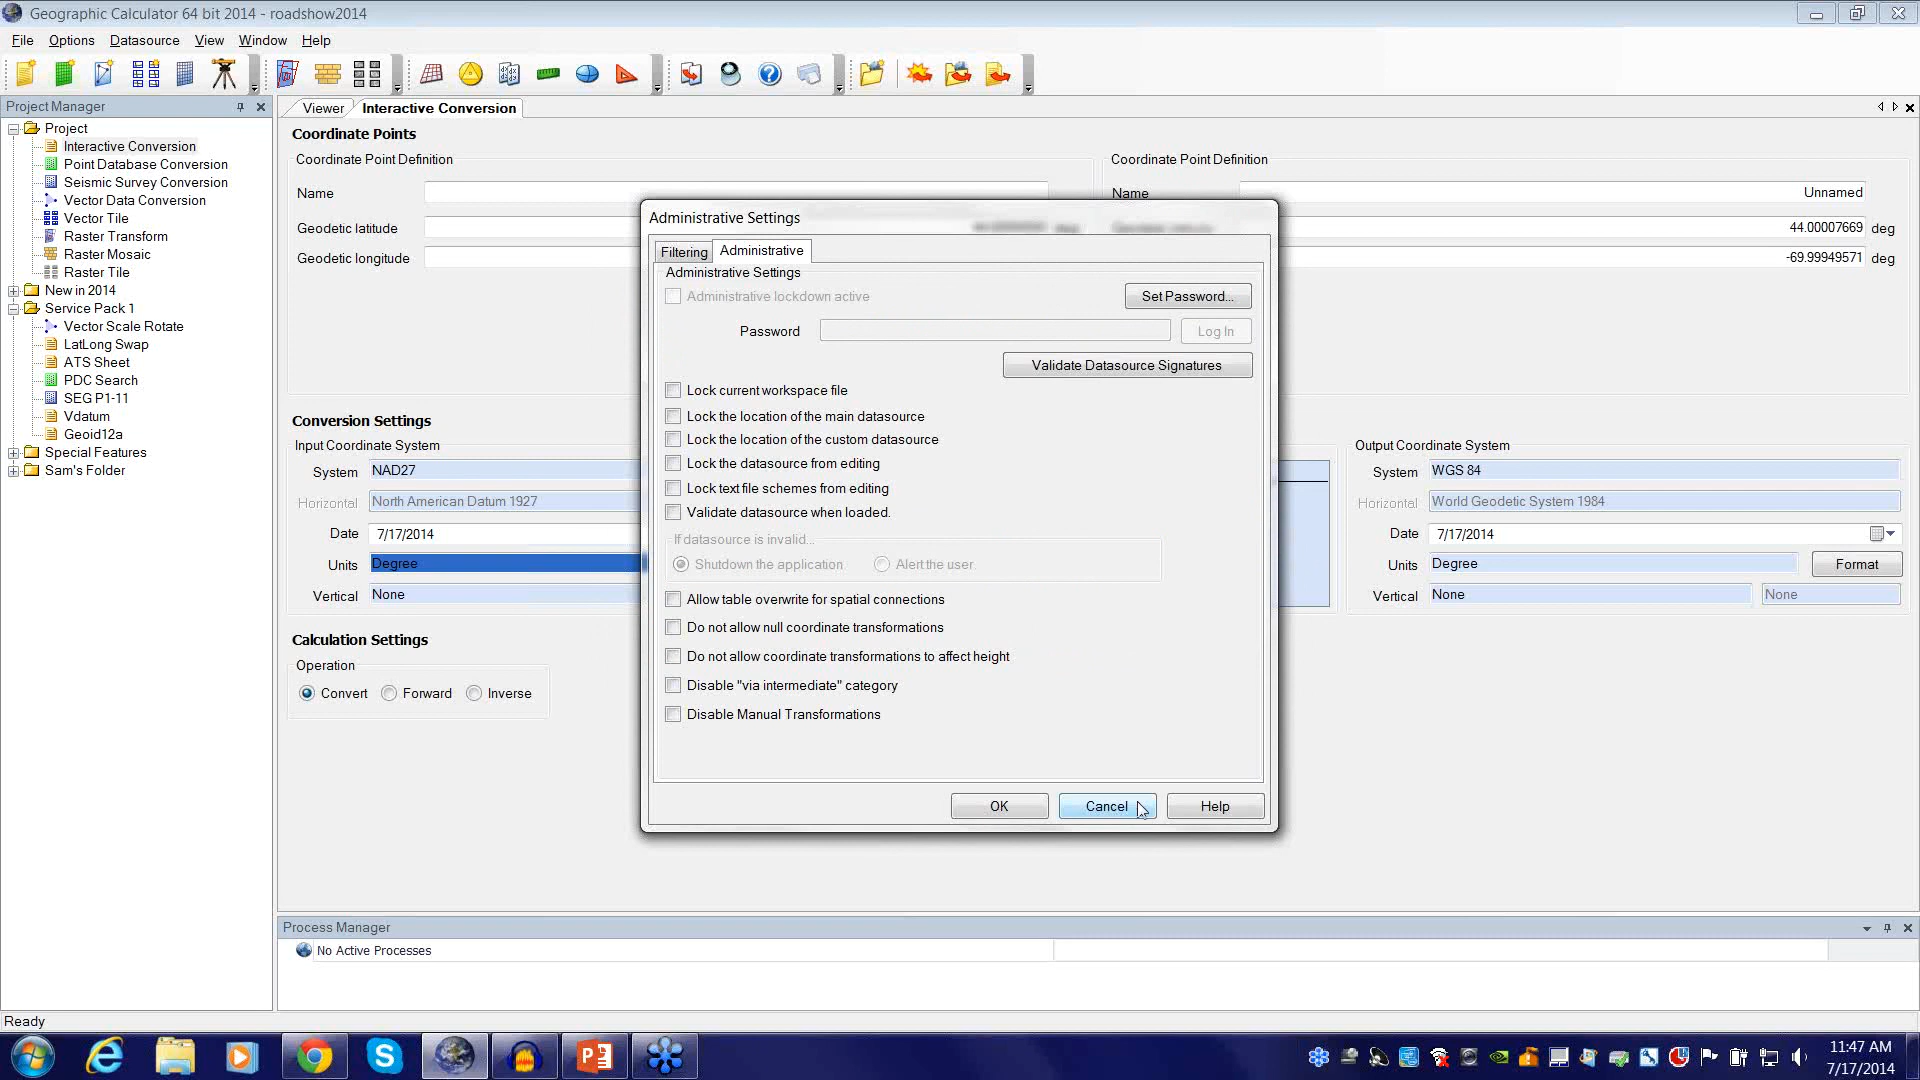 Geographic Calculator 64 bit 2014 - roadshow2014
File Options Datasource View Window Help
Project Manager
Project
Interactive Conversion
Point Database Conversion
Seismic Survey Conversion
Vector Data Conversion
Vector Tile
Raster Transform
Raster Mosaic
Raster Tile
New in 2014
Service Pack 1
Vector Scale Rotate
LatLong Swap
ATS Sheet
PDC Search
SEG P1-11
Vdatum
Geoid12a
Special Features
Sam's Folder
Viewer Interactive Conversion
Coordinate Points
Coordinate Point Definition
Name
Geodetic latitude
Geodetic longitude
Coordinate Point Definition
Name Unnamed
44.00007669 deg
-69.99949571 deg
Administrative Settings
Filtering Administrative
Administrative Settings
Administrative lockdown active Set Password...
Password Log In
Validate Datasource Signatures
Lock current workspace file
Lock the location of the main datasource
Lock the location of the custom datasource
Lock the datasource from editing
Lock text file schemes from editing
Validate datasource when loaded.
If datasource is invalid...
Shutdown the application Alert the user
Allow table overwrite for spatial connections
Do not allow null coordinate transformations
Do not allow coordinate transformations to affect height
Disable "via intermediate" category
Disable Manual Transformations
OK Cancel Help
Conversion Settings
Input Coordinate System
System NAD27
Horizontal North American Datum 1927
Date 7/17/2014
Units Degree
Vertical None
Output Coordinate System
System WGS 84
Horizontal World Geodetic System 1984
Date 7/17/2014
Units Degree Format
Vertical None None
Calculation Settings
Operation
Convert Forward Inverse
Process Manager
No Active Processes
Ready
11:47 AM
7/17/2014